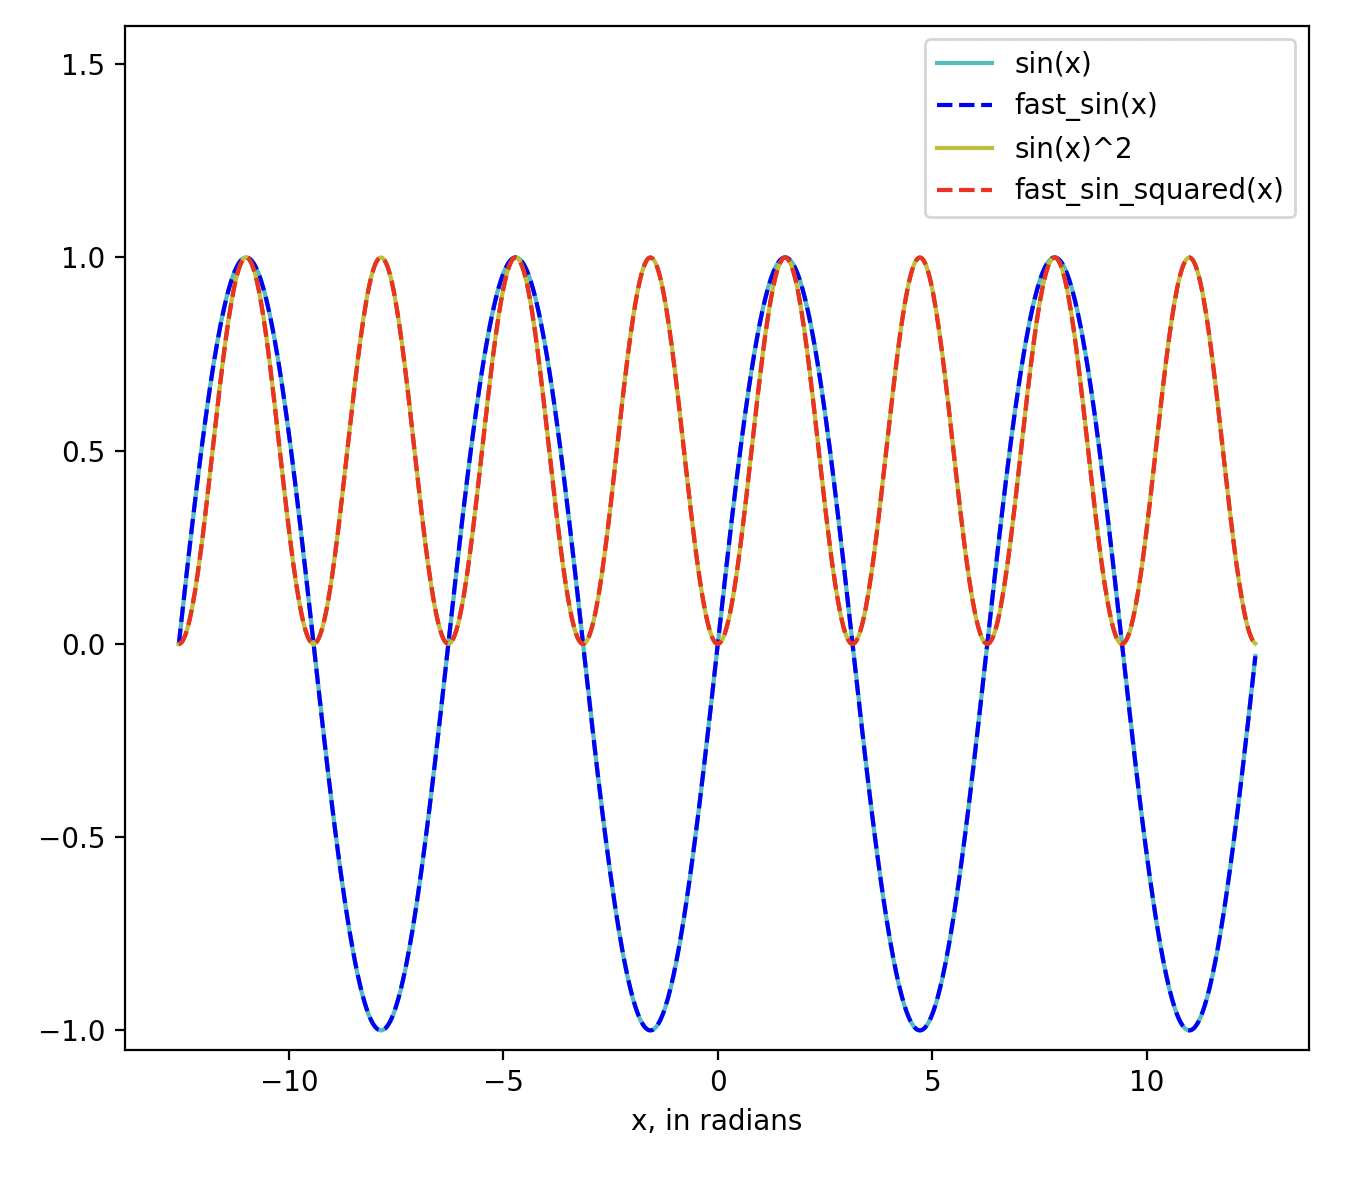 1.5
1.0
0.5
0.0
−0.5
−1.0
sin(x)
fast_sin(x)
sin(x)^2
fast_sin_squared(x)
−10 −5 0 5 10
x, in radians